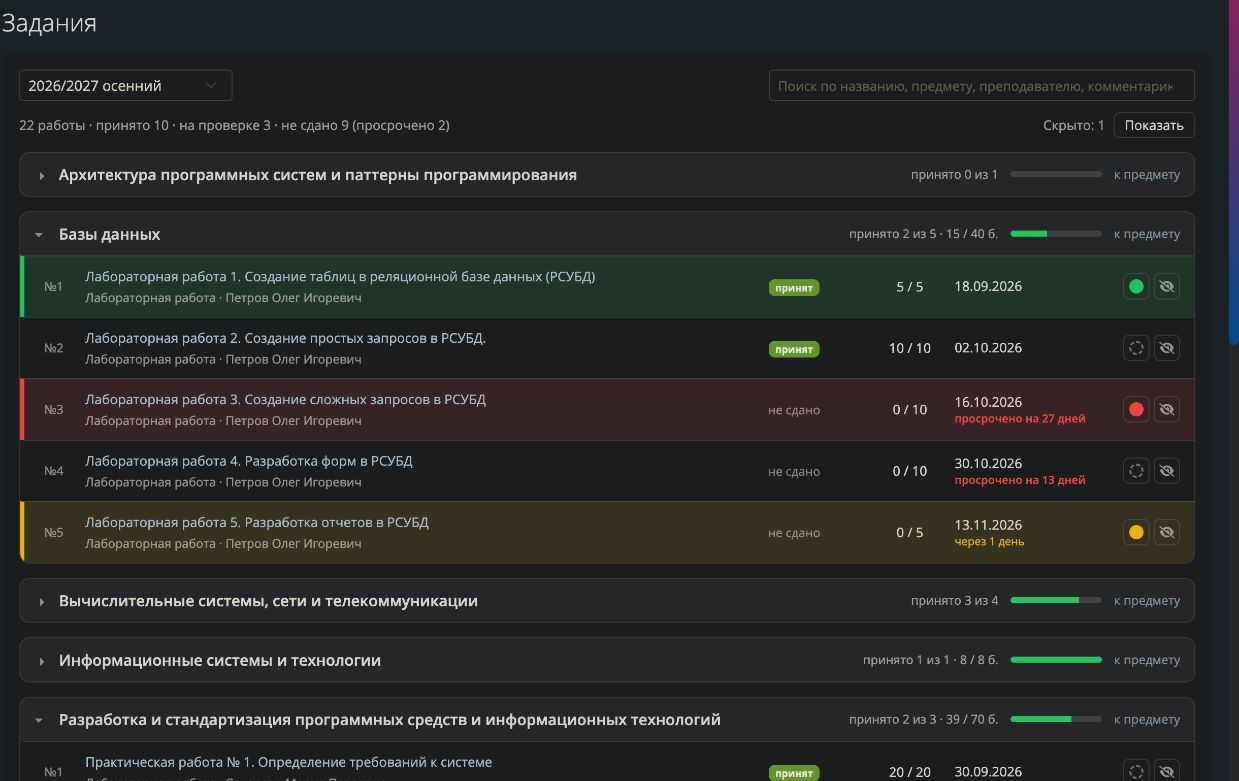 Задания
2026/2027 осенний
Поиск по названию, предмету, преподавателю, комментарик
22 работы · принято 10 · на проверке 3 · не сдано 9 (просрочено 2)
Скрыто: 1 Показать
Архитектура программных систем и паттерны программирования принято 0 из 1 к предмету
Базы данных принято 2 из 5 · 15 / 40 б. к предмету
Лабораторная работа 1. Создание таблиц в реляционной базе данных (РСУБД)
№1 принят 5 / 5 18.09.2026
Лабораторная работа · Петров Олег Игоревич
Лабораторная работа 2. Создание простых запросов в РСУБД.
№2 принят 10 / 10 02.10.2026
Лабораторная работа · Петров Олег Игоревич
Лабораторная работа 3. Создание сложных запросов в РСУБД
№3 не сдано 0 / 10 16.10.2026
просрочено на 27 дней
Лабораторная работа · Петров Олег Игоревич
Лабораторная работа 4. Разработка форм в РСУБД
№4 не сдано 0 / 10 30.10.2026
просрочено на 13 дней
Лабораторная работа · Петров Олег Игоревич
Лабораторная работа 5. Разработка отчетов в РСУБД
№5 не сдано 0 / 5 13.11.2026
через 1 день
Лабораторная работа · Петров Олег Игоревич
Вычислительные системы, сети и телекоммуникации принято 3 из 4 к предмету
Информационные системы и технологии принято 1 из 1 · 8 / 8 б. к предмету
Разработка и стандартизация программных средств и информационных технологий принято 2 из 3 · 39 / 70 б. к предмету
Практическая работа № 1. Определение требований к системе
№1 принят 20 / 20 30.09.2026